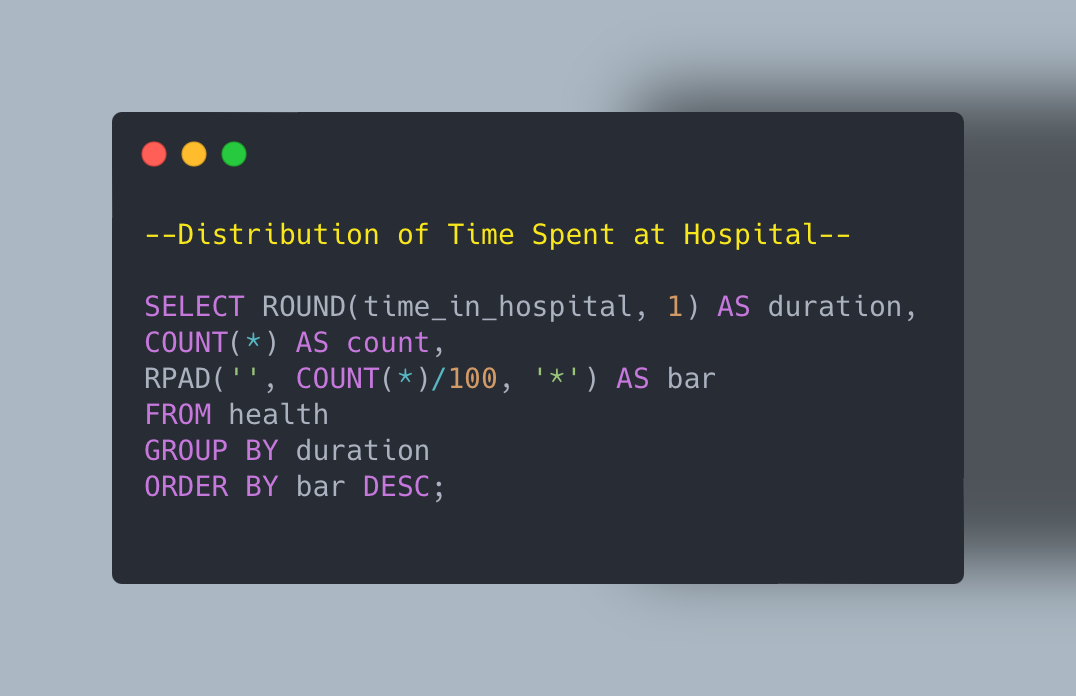 --Distribution of Time Spent at Hospital--
SELECT ROUND(time_in_hospital, 1) AS duration,
COUNT(*) AS count,
RPAD('', COUNT(*)/100, '*') AS bar
FROM health
GROUP BY duration
ORDER BY bar DESC;